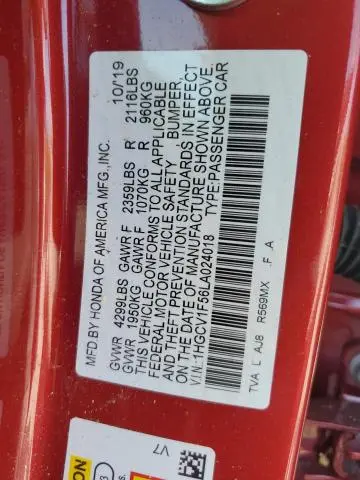 MFD BY HONDA OF AMERICA MFG.,INC. 10/19
GVWR 4299LBS GAWR F 2359LBS R 2116LBS
GVWR 1950KG GAWR F 1070KG R 960KG
THIS VEHICLE CONFORMS TO ALL APPLICABLE
FEDERAL MOTOR VEHICLE SAFETY BUMPER,
AND THEFT PREVENTION STANDARDS IN EFFECT
ON THE DATE OF MANUFACTURE SHOWN ABOVE.
V.I.N:1HGCV1F56LA024018 TYPE:PASSENGER CAR
TVA L AJ8 R569MX .F .A
V7
ON